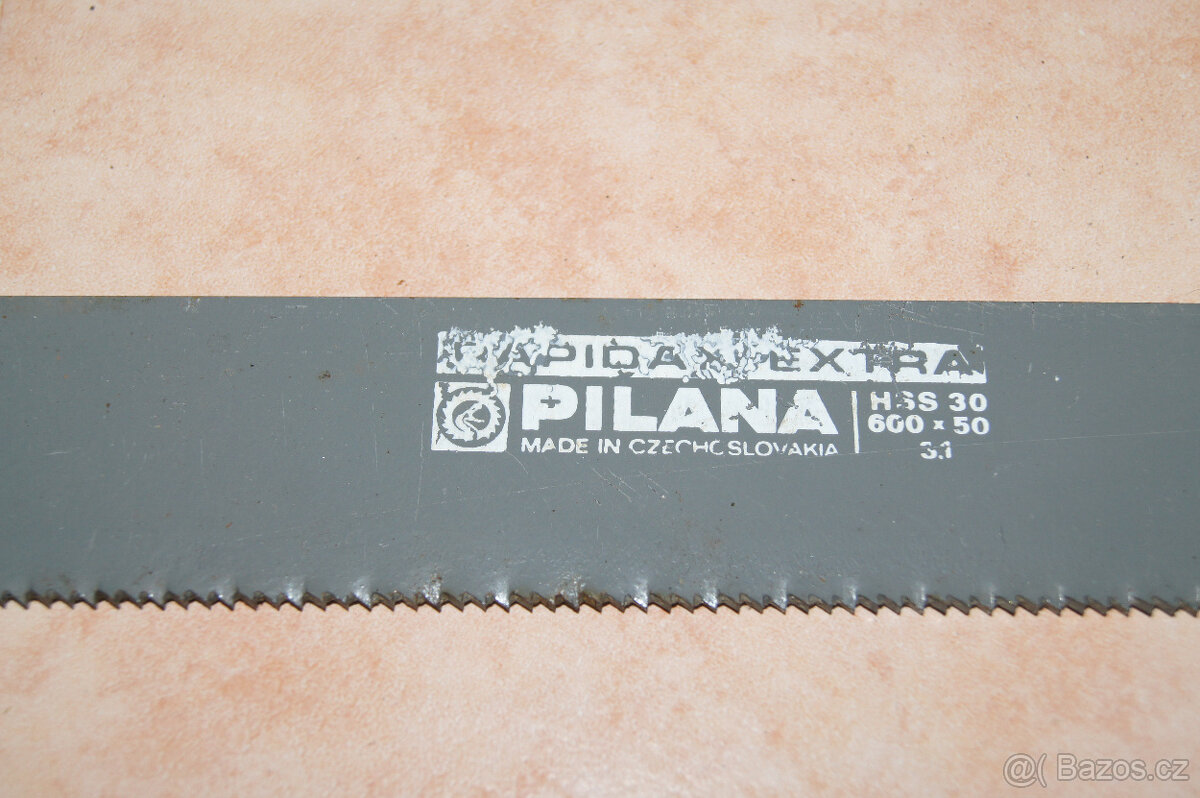 RAPIDAX EXTRA
PILANA
MADE IN CZECHOSLOVAKIA
HSS 30
600 x 50
3.1
@( Bazos.cz